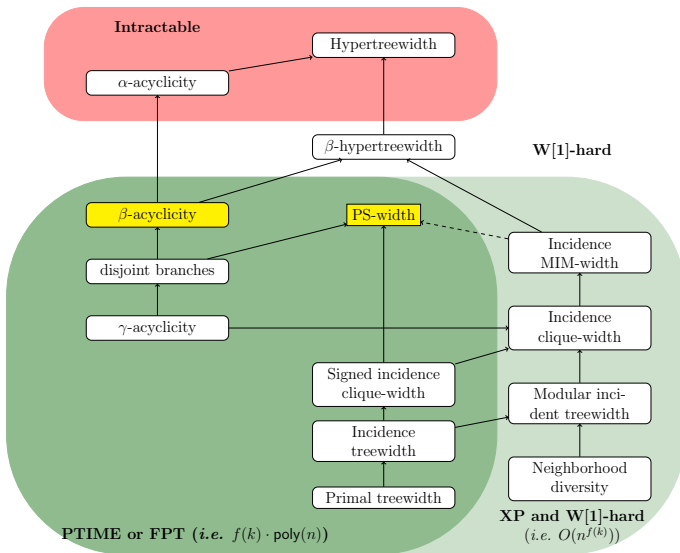 Intractable
Hypertreewidth
α-acyclicity
β-hypertreewidth
W[1]-hard
β-acyclicity
PS-width
Incidence
MIM-width
disjoint branches
γ-acyclicity
Incidence
clique-width
Signed incidence
clique-width
Modular inci-
dent treewidth
Incidence
treewidth
Neighborhood
diversity
Primal treewidth
XP and W[1]-hard
(i.e. O(n^{f(k)}))
PTIME or FPT (i.e. f(k) · poly(n))